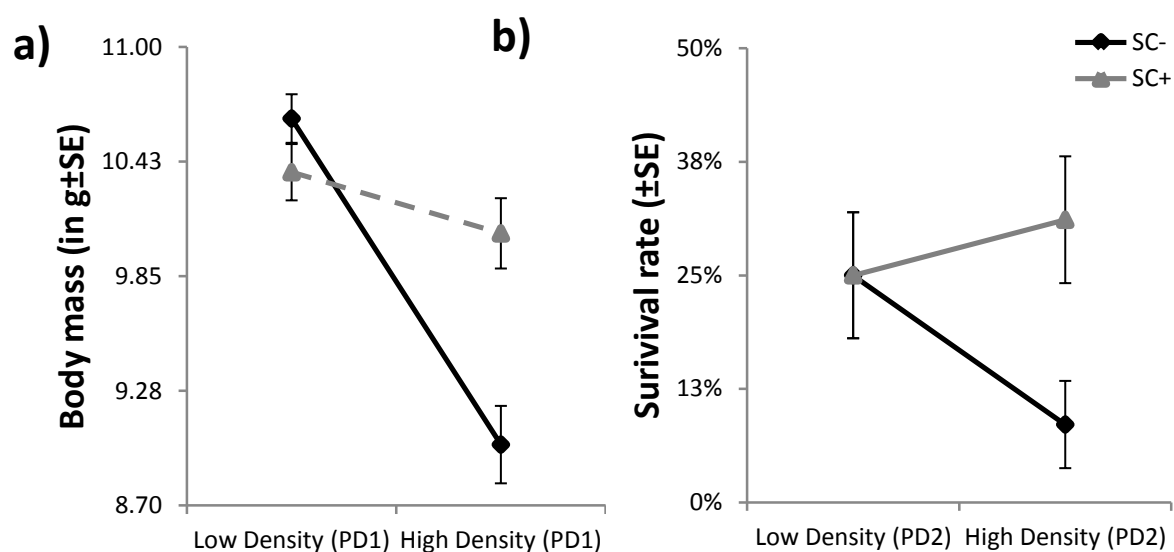 a)
Body mass (in g±SE)
11.00
10.43
9.85
9.28
8.70
Low Density (PD1) High Density (PD1)
b)
Surivival rate (±SE)
50%
38%
25%
13%
0%
Low Density (PD2) High Density (PD2)
SC-
SC+